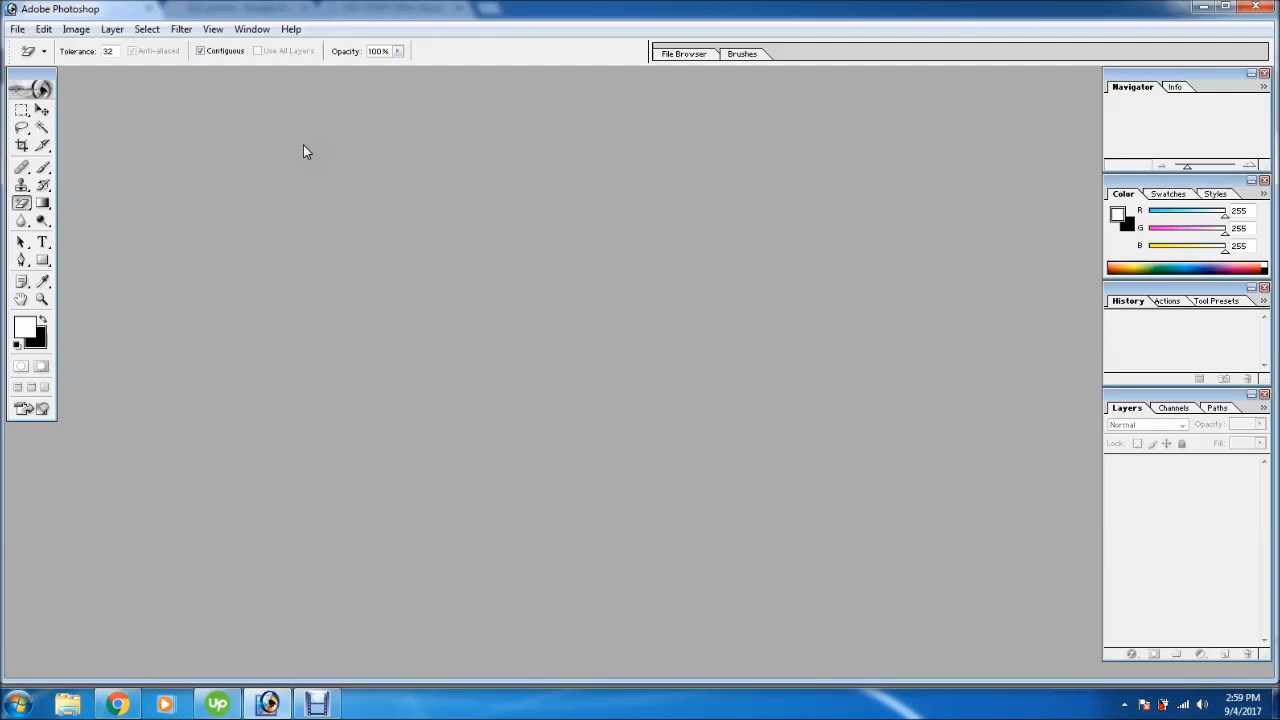 Adobe Photoshop
File Edit Image Layer Select Filter View Window Help
Tolerance: 32 Anti-aliased Contiguous Use All Layers Opacity: 100% File Browser Brushes
Navigator Info
Color Swatches Styles
R 255
G 255
B 255
History Actions Tool Presets
Layers Channels Paths
Normal Opacity:
Lock: Fill:
T
Up
2:59 PM
9/4/2017